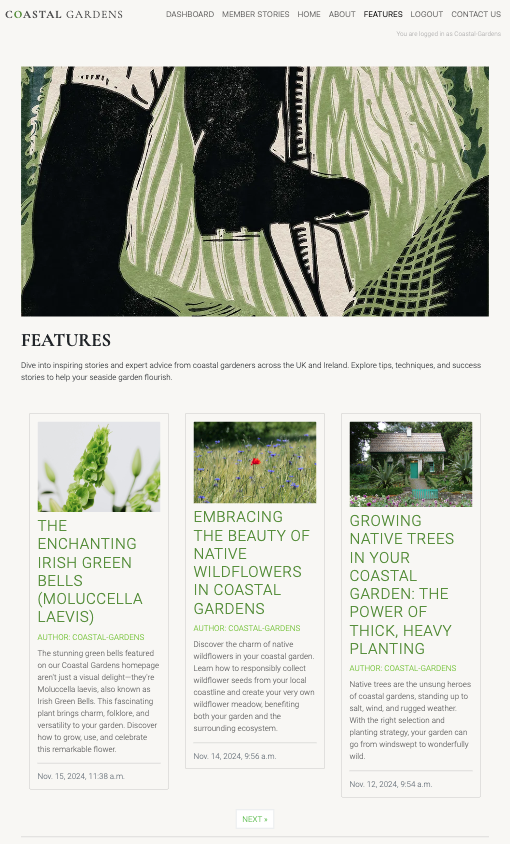 COASTAL GARDENS
DASHBOARD MEMBER STORIES HOME ABOUT FEATURES LOGOUT CONTACT US
You are logged in as Coastal-Gardens
FEATURES
Dive into inspiring stories and expert advice from coastal gardeners across the UK and Ireland. Explore tips, techniques, and success
stories to help your seaside garden flourish.
THE
ENCHANTING
IRISH GREEN
BELLS
(MOLUCCELLA
LAEVIS)
AUTHOR: COASTAL-GARDENS
The stunning green bells featured
on our Coastal Gardens homepage
aren't just a visual delight—they're
Moluccella laevis, also known as
Irish Green Bells. This fascinating
plant brings charm, folklore, and
versatility to your garden. Discover
how to grow, use, and celebrate
this remarkable flower.
Nov. 15, 2024, 11:38 a.m.
EMBRACING
THE BEAUTY OF
NATIVE
WILDFLOWERS
IN COASTAL
GARDENS
AUTHOR: COASTAL-GARDENS
Discover the charm of native
wildflowers in your coastal garden.
Learn how to responsibly collect
wildflower seeds from your local
coastline and create your very own
wildflower meadow, benefiting
both your garden and the
surrounding ecosystem.
Nov. 14, 2024, 9:56 a.m.
GROWING
NATIVE TREES
IN YOUR
COASTAL
GARDEN: THE
POWER OF
THICK, HEAVY
PLANTING
AUTHOR: COASTAL-GARDENS
Native trees are the unsung heroes
of coastal gardens, standing up to
salt, wind, and rugged weather.
With the right selection and
planting strategy, your garden can
go from windswept to wonderfully
wild.
Nov. 12, 2024, 9:54 a.m.
NEXT »